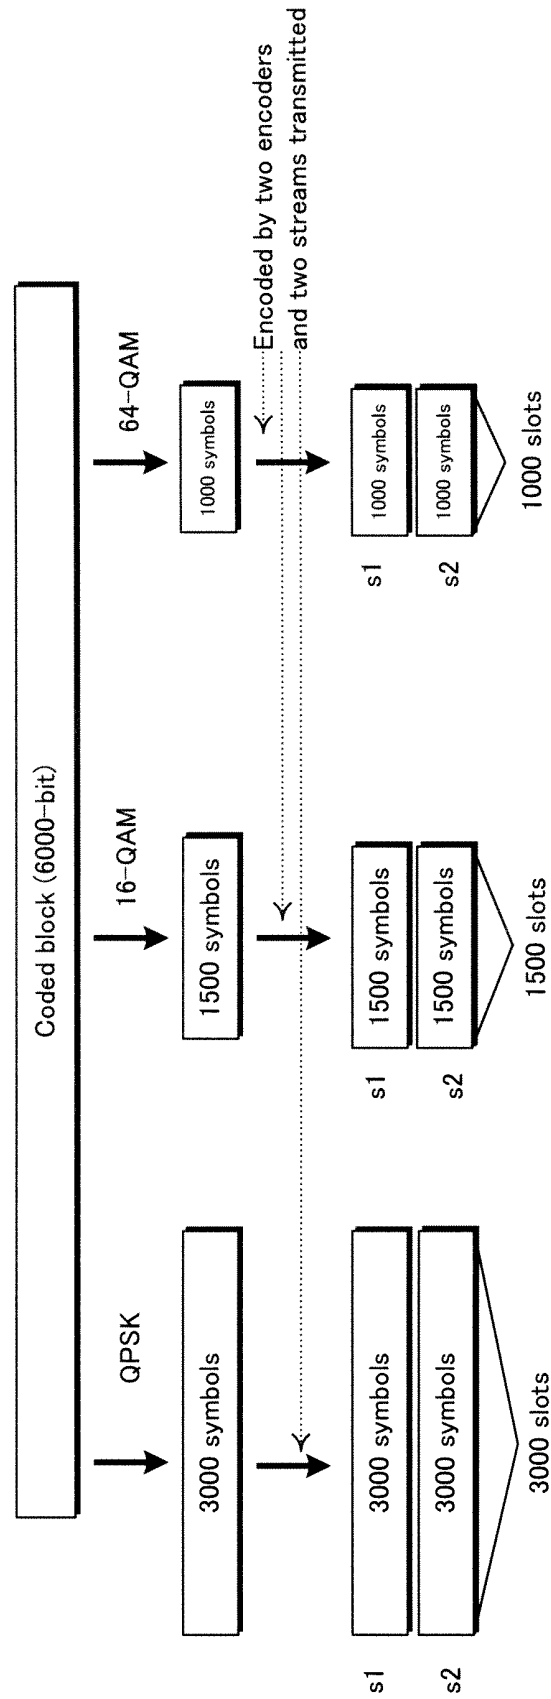 Coded block (6000-bit)
QPSK
16-QAM
64-QAM
3000 symbols
1500 symbols
1000 symbols
Encoded by two encoders
and two streams transmitted
s1
3000 symbols
s1
1500 symbols
s1
1000 symbols
s2
3000 symbols
s2
1500 symbols
s2
1000 symbols
3000 slots
1500 slots
1000 slots